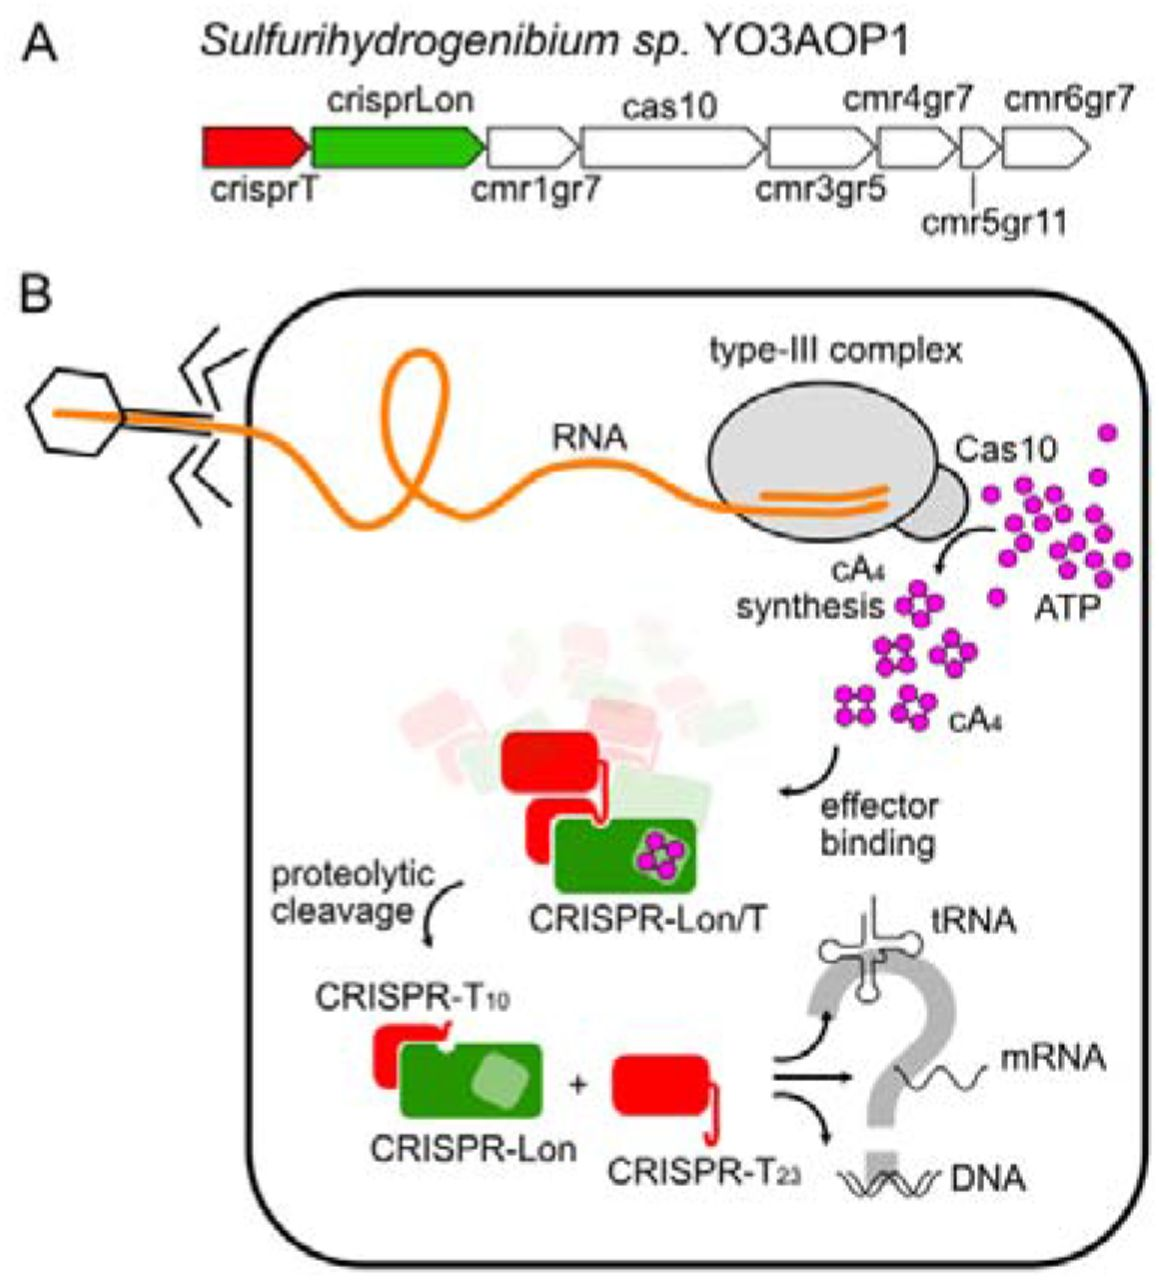 A
Sulfurihydrogenibium sp. YO3AOP1
crisprLon
cas10
cmr4gr7
cmr6gr7
crisprT
cmr1gr7
cmr3gr5
cmr5gr11
B
type-III complex
RNA
Cas10
cA4
synthesis
ATP
cA4
effector
binding
proteolytic
cleavage
CRISPR-Lon/T
tRNA
CRISPR-T10
mRNA
+
CRISPR-Lon
CRISPR-T23
DNA